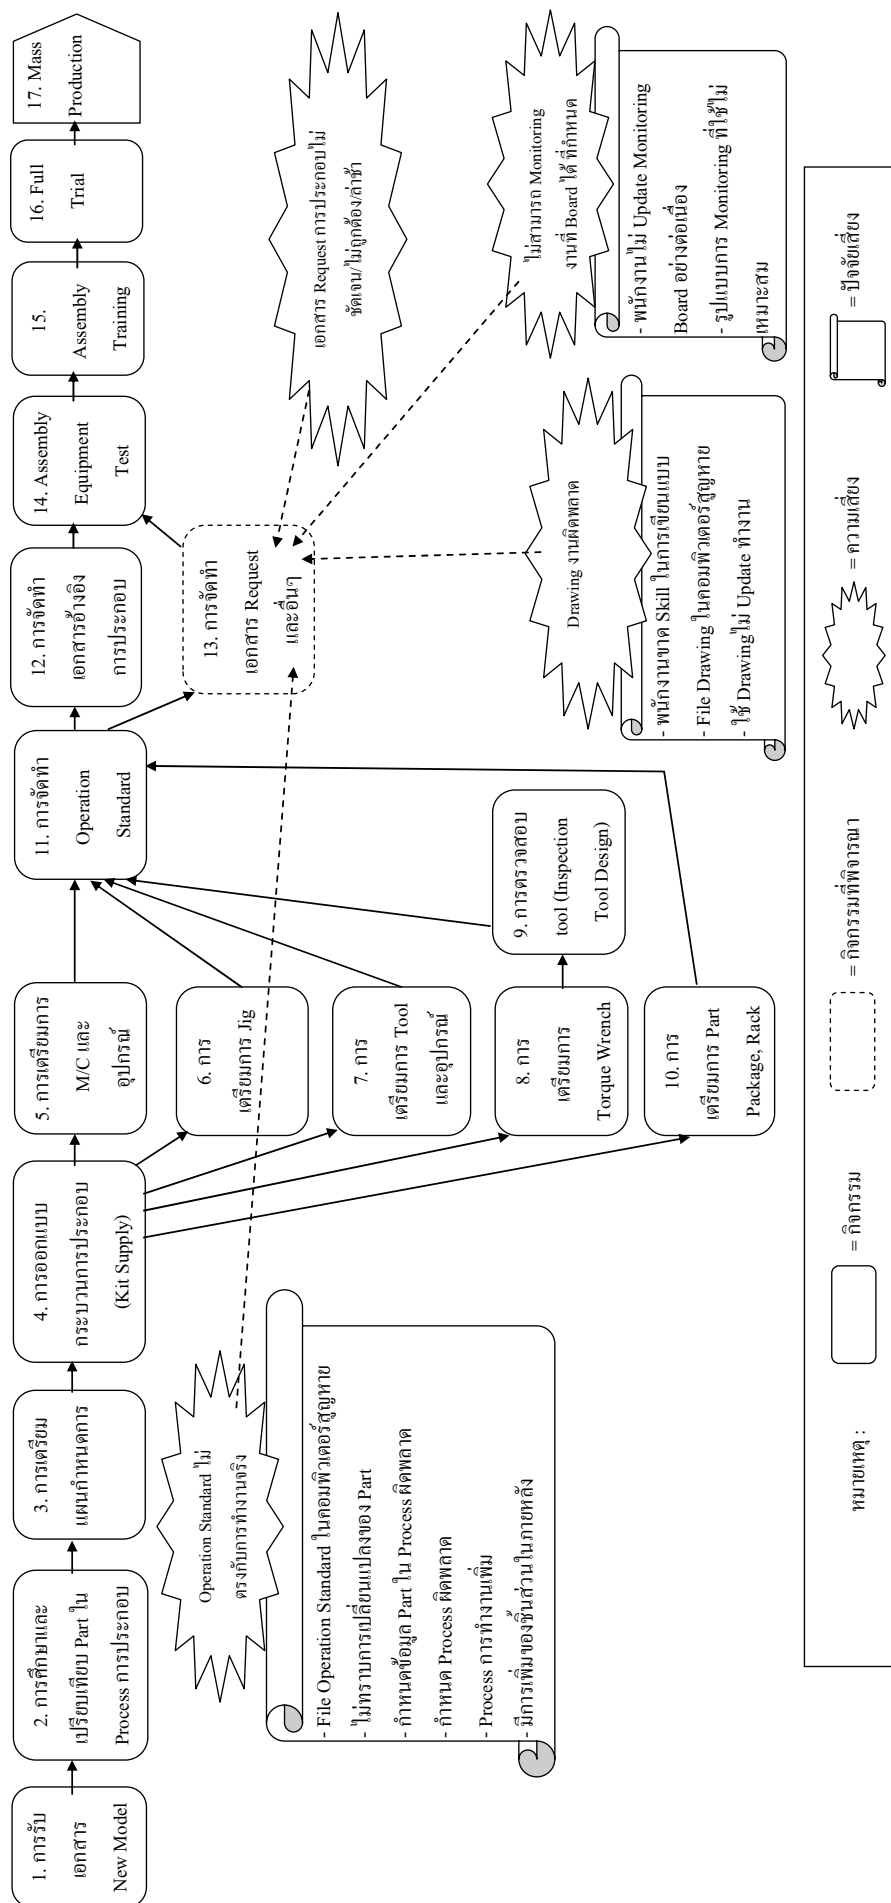 1. การรับ
เอกสาร
New Model
2. การศึกษาและ
เปรียบเทียบ Part ใน
Process การประกอบ
3. การเตรียม
แผนกำหนดการ
4. การออกแบบ
กระบวนการประกอบ
(Kit Supply)
5. การเตรียมการ
M/C และ
อุปกรณ์
6. การ
เตรียมการ Jig
7. การ
เตรียมการ Tool
และอุปกรณ์
8. การ
เตรียมการ
Torque Wrench
9. การตรวจสอบ
tool (Inspection
Tool Design)
10. การ
เตรียมการ Part
Package, Rack
11. การจัดทำ
Operation
Standard
12. การจัดทำ
เอกสารอ้างอิง
การประกอบ
13. การจัดทำ
เอกสาร Request
และอื่นๆ
14. Assembly
Equipment
Test
15.
Assembly
Training
16. Full
Trial
17. Mass
Production
Operation Standard ไม่
ตรงกับการทำงานจริง
- File Operation Standard ในคอมพิวเตอร์สูญหาย
- ไม่ทราบการเปลี่ยนแปลงของ Part
- กำหนดข้อมูล Part ใน Process ผิดพลาด
- กำหนด Process ผิดพลาด
- Process การทำงานเพิ่ม
- มีการเพิ่มของชิ้นส่วนในภายหลัง
Drawing งานผิดพลาด
- พนักงานขาด Skill ในการเขียนแบบ
- File Drawing ในคอมพิวเตอร์สูญหาย
- ใช้ Drawingไม่ Update ทำงาน
เอกสาร Request การประกอบไม่
ชัดเจน/ไม่ถูกต้อง/ล่าช้า
ไม่สามารถ Monitoring
งานที่ Board ได้ ที่กำหนด
- พนักงานไม่ Update Monitoring
Board อย่างต่อเนื่อง
- รูปแบบการ Monitoring ที่ใช้ไม่
เหมาะสม
หมายเหตุ :
= กิจกรรม
= กิจกรรมที่พิจารณา
= ความเสี่ยง
= ปัจจัยเสี่ยง